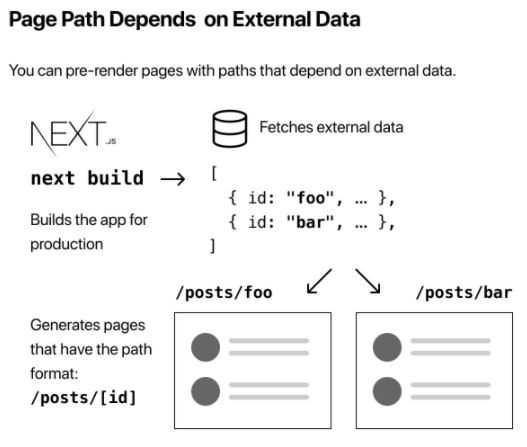 Page Path Depends on External Data
You can pre-render pages with paths that depend on external data.
NEXT.JS
Fetches external data
next build →
[
{ id: "foo", … },
{ id: "bar", … },
]
Builds the app for
production
/posts/foo
/posts/bar
Generates pages
that have the path
format:
/posts/[id]